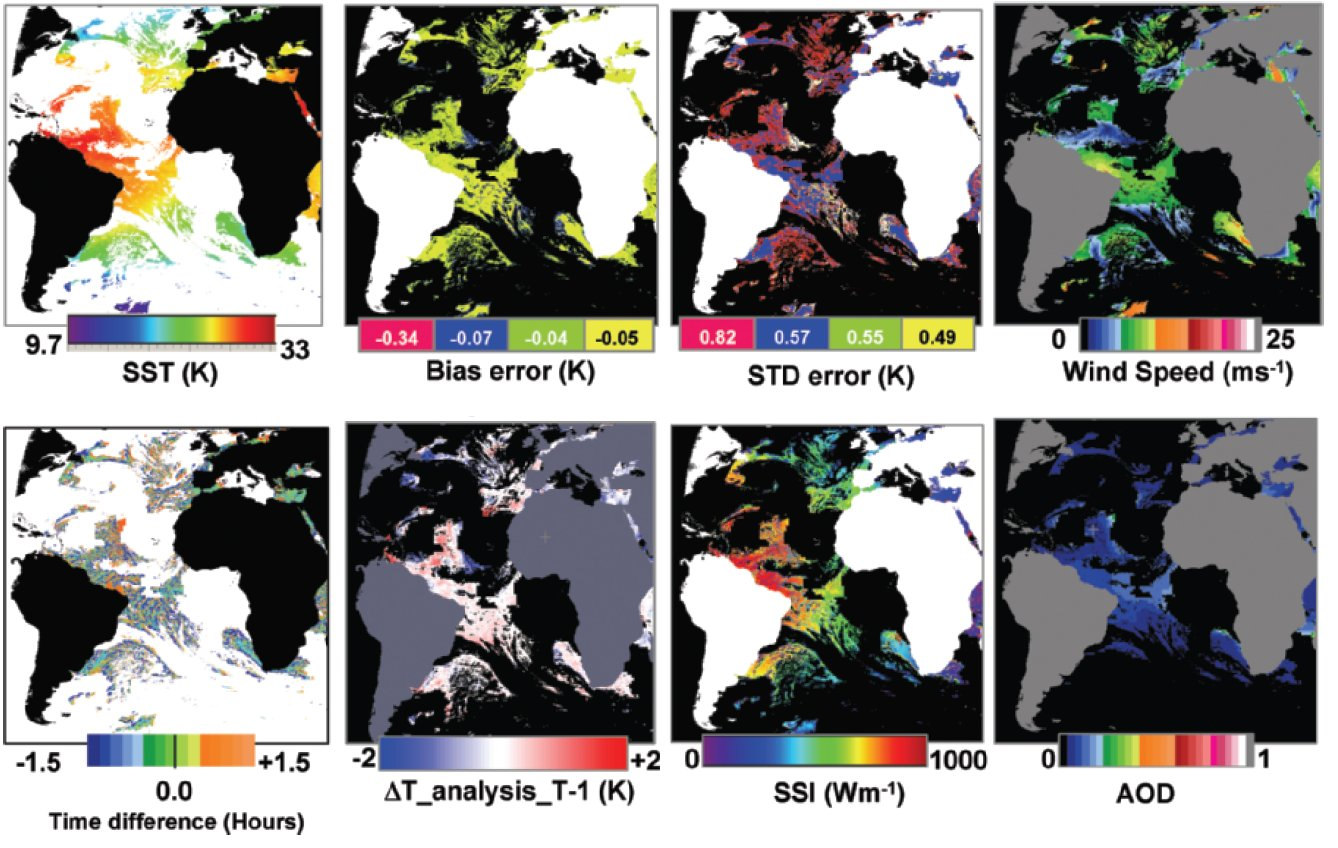 9.7 33
SST (K)
-0.34 -0.07 -0.04 -0.05
Bias error (K)
0.82 0.57 0.55 0.49
STD error (K)
0 25
Wind Speed (ms-1)
-1.5 +1.5
0.0
Time difference (Hours)
-2 +2
ΔT_analysis_T-1 (K)
0 1000
SSI (Wm-1)
0 1
AOD